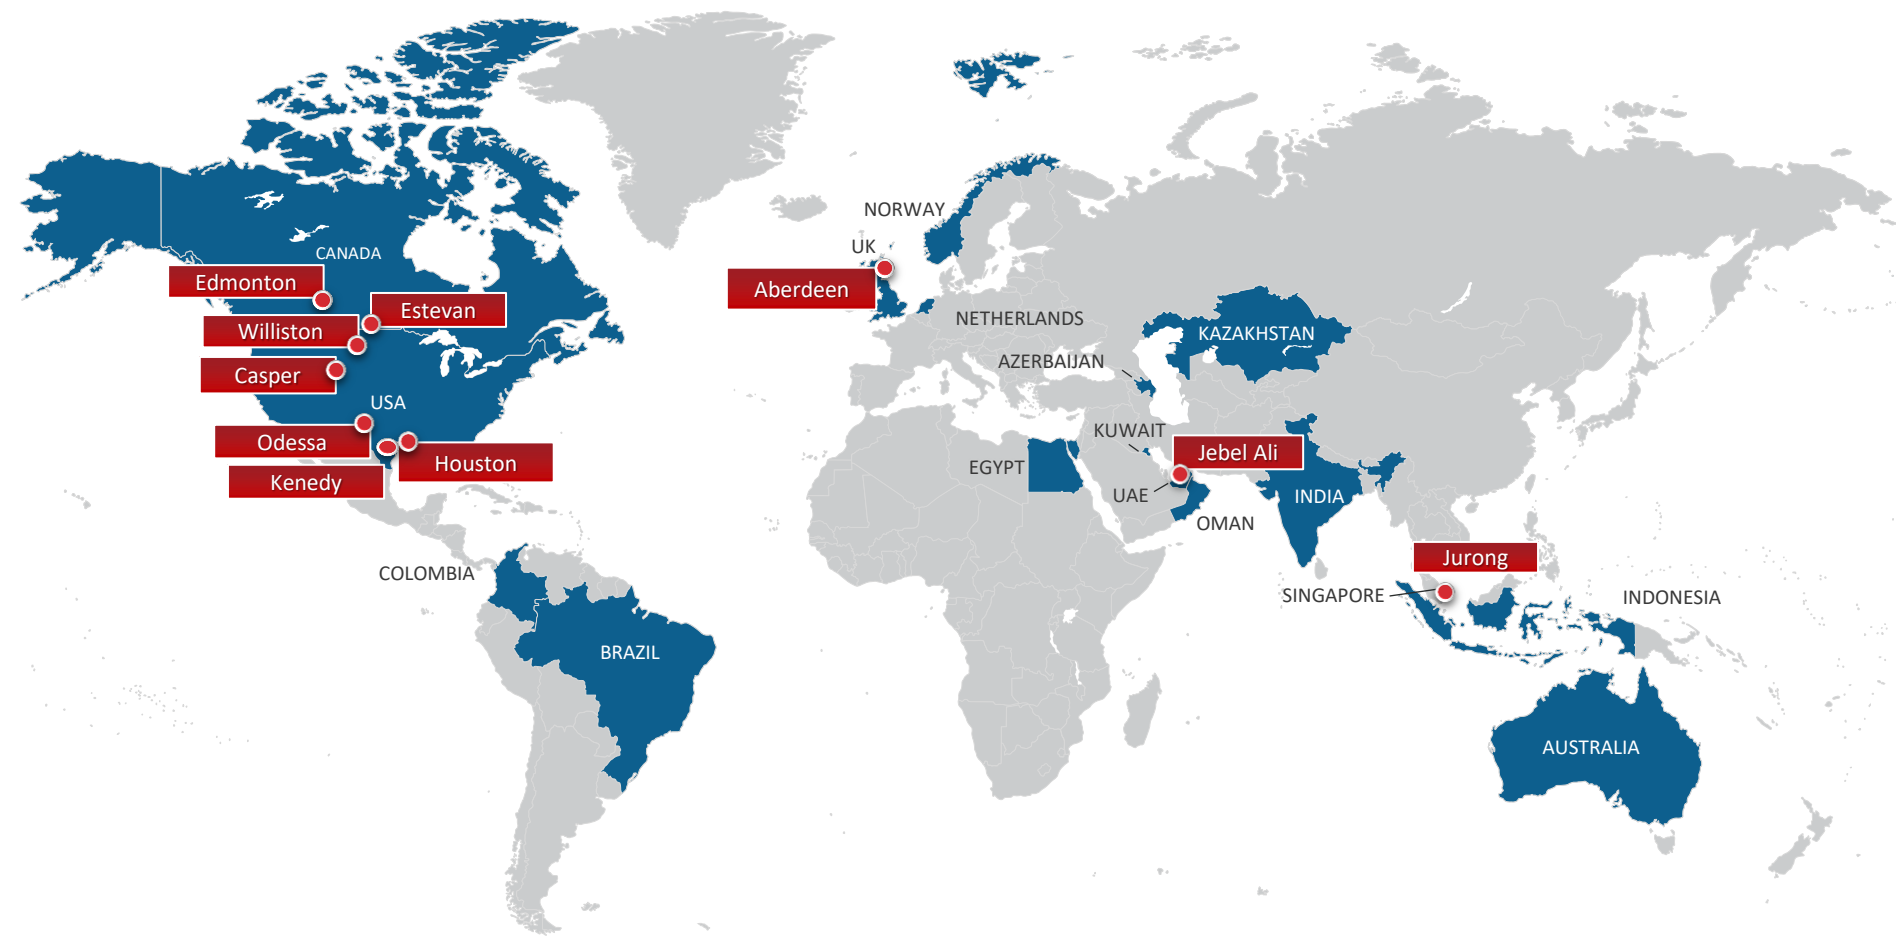 NORWAY
UK
CANADA
Edmonton
Aberdeen
Estevan
NETHERLANDS
Williston
KAZAKHSTAN
AZERBAIJAN
Casper
USA
KUWAIT
Odessa
Jebel Ali
Houston
EGYPT
Kenedy
UAE
INDIA
OMAN
Jurong
COLOMBIA
SINGAPORE
INDONESIA
BRAZIL
AUSTRALIA